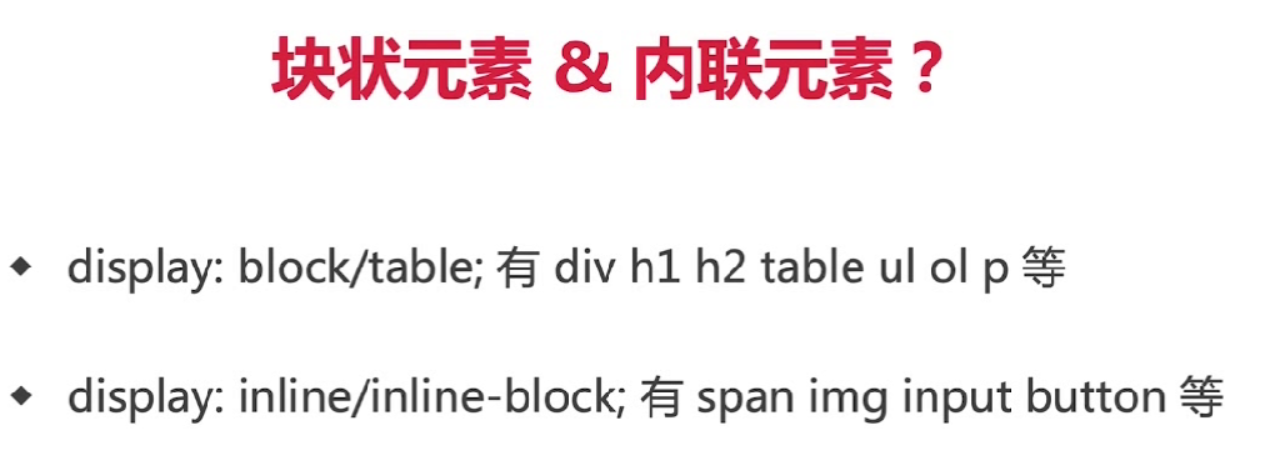 块状元素 & 内联元素？
◆ display: block/table; 有 div h1 h2 table ul ol p 等
◆ display: inline/inline-block; 有 span img input button 等